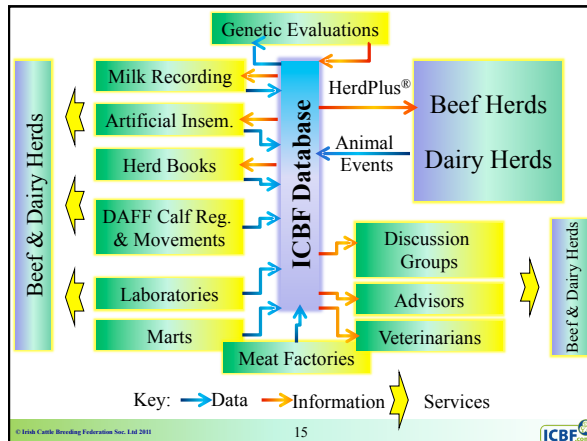 Genetic Evaluations
Milk Recording
Artificial Insem.
Herd Books
DAFF Calf Reg.
& Movements
Laboratories
Marts
Meat Factories
Beef & Dairy Herds
ICBF Database
HerdPlus®
Animal
Events
Beef Herds
Dairy Herds
Discussion
Groups
Advisors
Veterinarians
Beef & Dairy Herds
Key: Data Information Services
© Irish Cattle Breeding Federation Soc. Ltd 2011
15
ICBF
.com